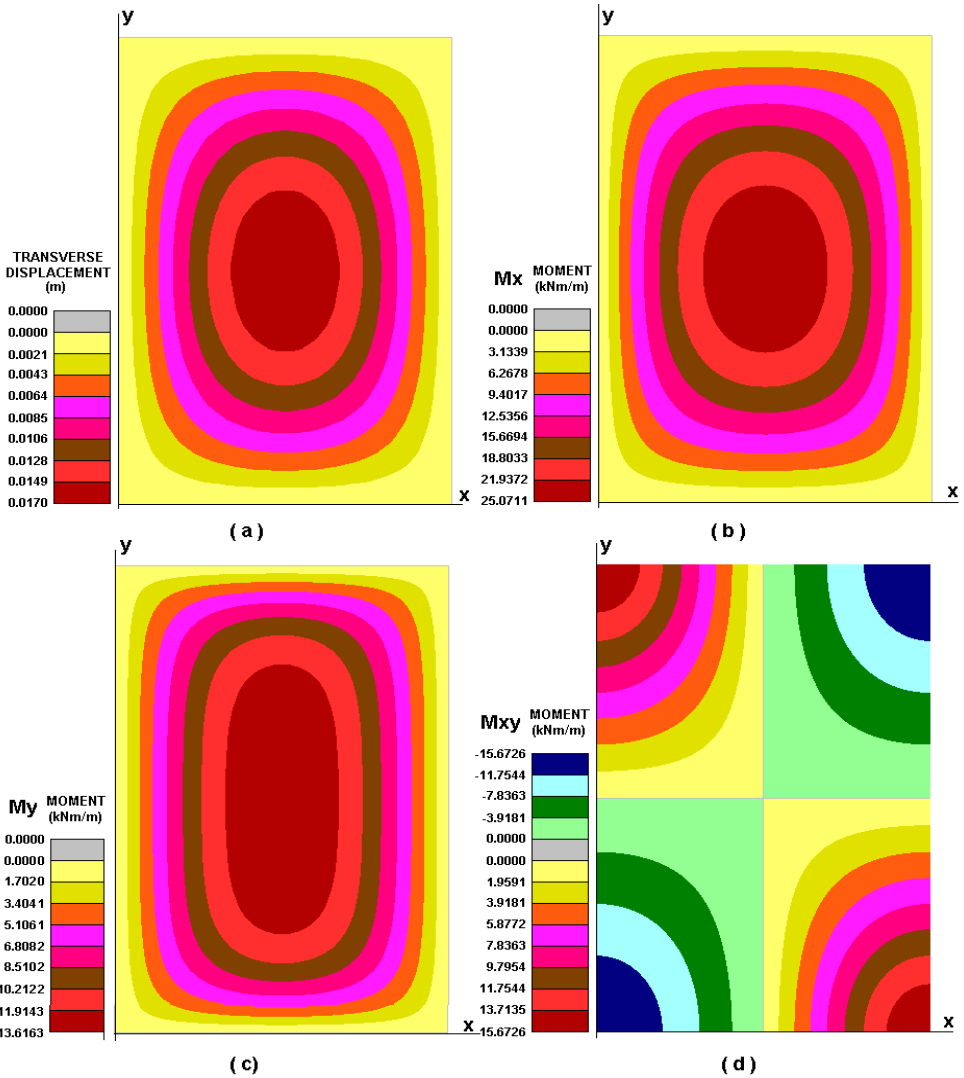 y
TRANSVERSE
DISPLACEMENT
(m)
0.0000
0.0000
0.0021
0.0043
0.0064
0.0085
0.0106
0.0128
0.0149
0.0170
x
( a )
y
Mx MOMENT
(kNm/m)
0.0000
0.0000
3.1339
6.2678
9.4017
12.5356
15.6694
18.8033
21.9372
25.0711
x
( b )
y
My MOMENT
(kNm/m)
0.0000
0.0000
1.7020
3.4041
5.1061
6.8082
8.5102
10.2122
11.9143
13.6163
x
( c )
y
Mxy MOMENT
(kNm/m)
-15.6726
-11.7544
-7.8363
-3.9181
0.0000
0.0000
1.9591
3.9181
5.8772
7.8363
9.7954
11.7544
13.7135
15.6726
x
( d )